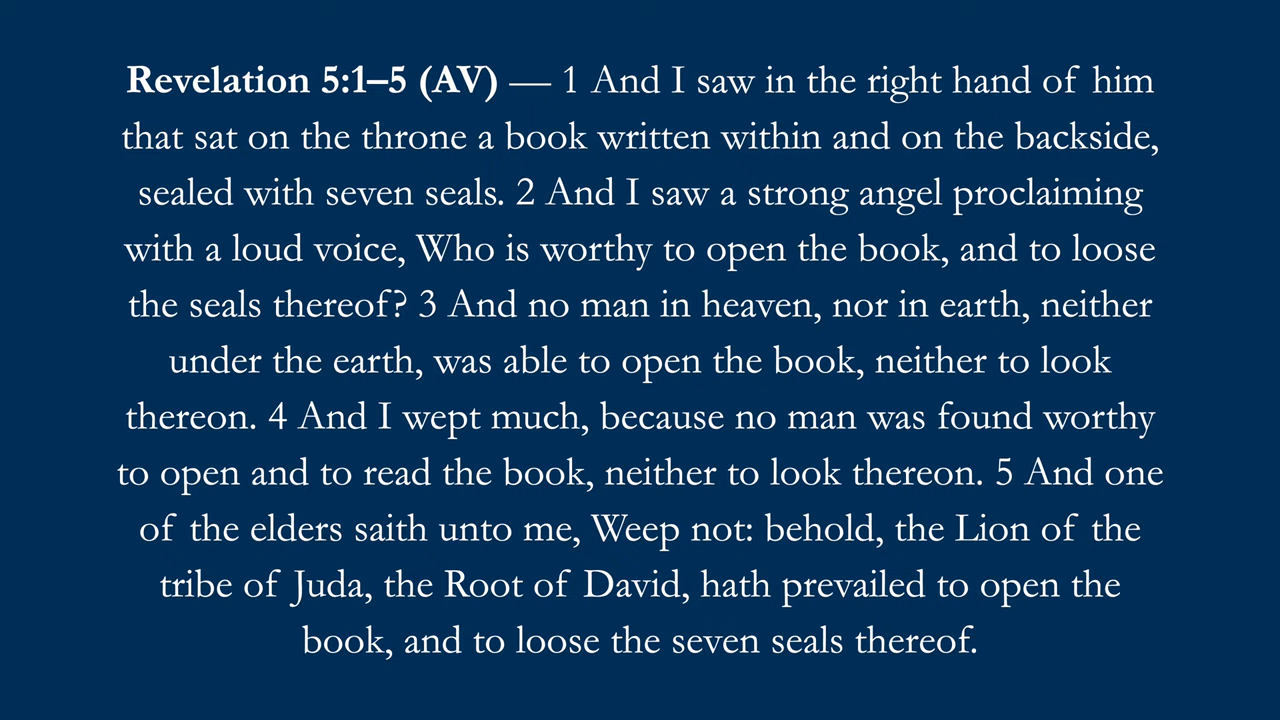 Revelation 5:1–5 (AV) — 1 And I saw in the right hand of him
that sat on the throne a book written within and on the backside,
sealed with seven seals. 2 And I saw a strong angel proclaiming
with a loud voice, Who is worthy to open the book, and to loose
the seals thereof? 3 And no man in heaven, nor in earth, neither
under the earth, was able to open the book, neither to look
thereon. 4 And I wept much, because no man was found worthy
to open and to read the book, neither to look thereon. 5 And one
of the elders saith unto me, Weep not: behold, the Lion of the
tribe of Juda, the Root of David, hath prevailed to open the
book, and to loose the seven seals thereof.